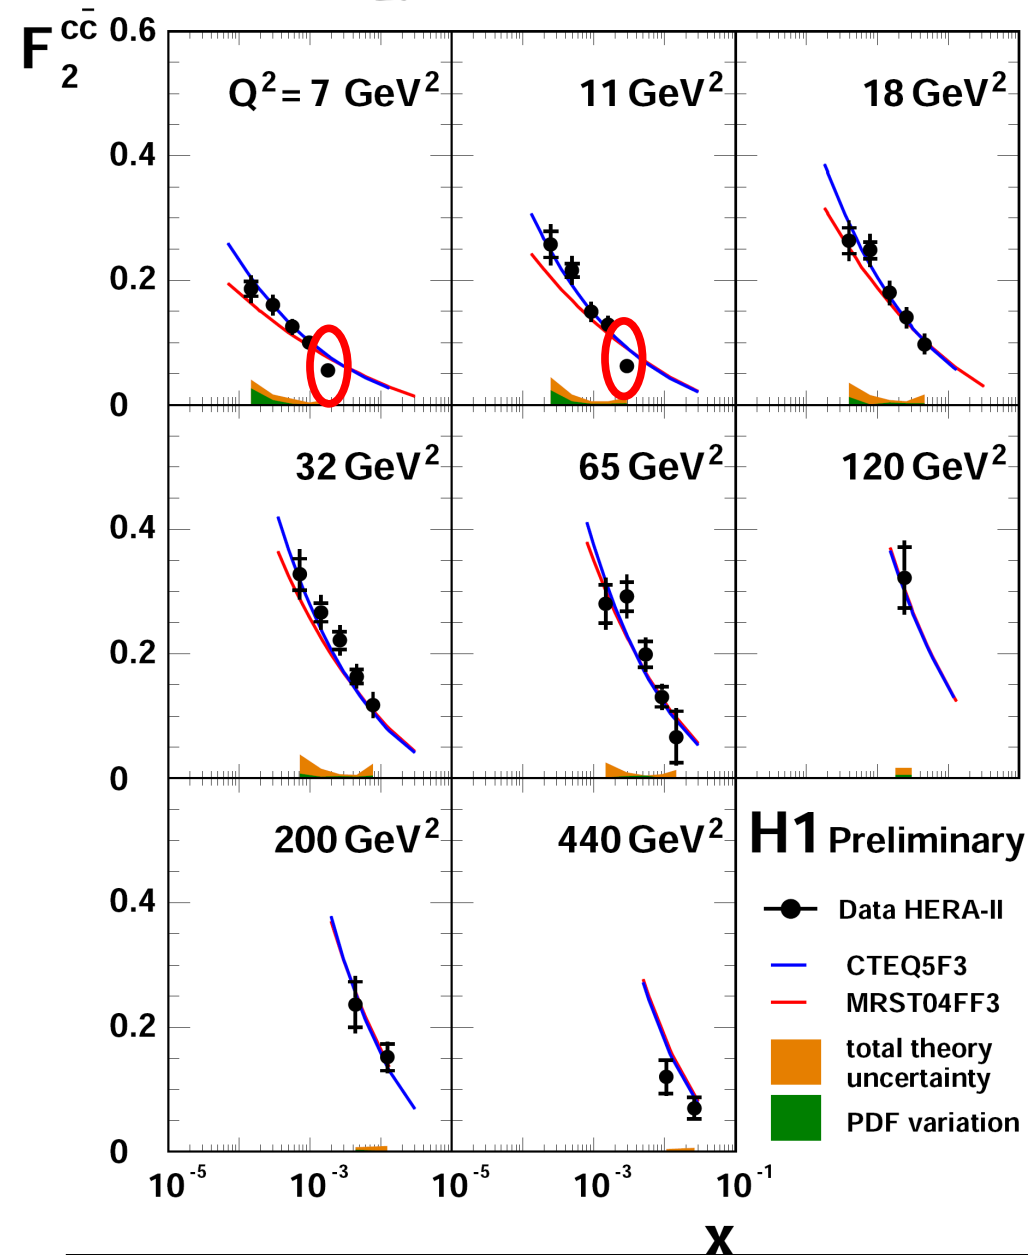 F₂ᶜᶜ̄
0.6
Q² = 7 GeV²
11 GeV²
18 GeV²
0.4
0.2
0
32 GeV²
65 GeV²
120 GeV²
0.4
0.2
0
200 GeV²
440 GeV²
H1 Preliminary
0.4
Data HERA-II
CTEQ5F3
MRST04FF3
0.2
total theory
uncertainty
PDF variation
0
10⁻⁵ 10⁻³ 10⁻⁵ 10⁻³ 10⁻¹
x